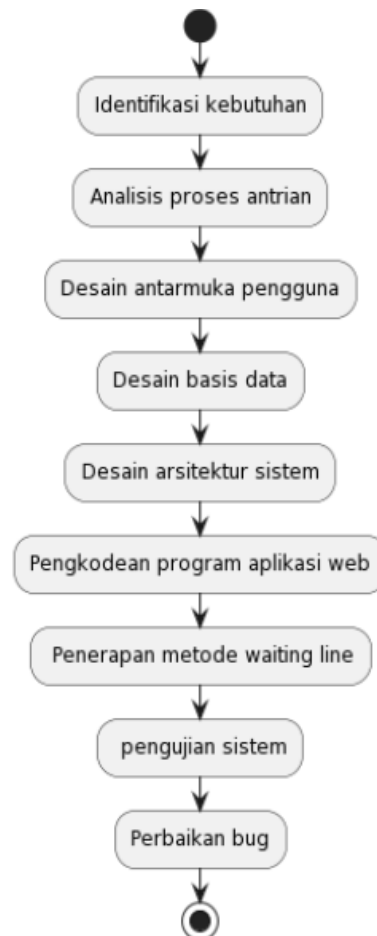 Identifikasi kebutuhan
Analisis proses antrian
Desain antarmuka pengguna
Desain basis data
Desain arsitektur sistem
Pengkodean program aplikasi web
Penerapan metode waiting line
pengujian sistem
Perbaikan bug